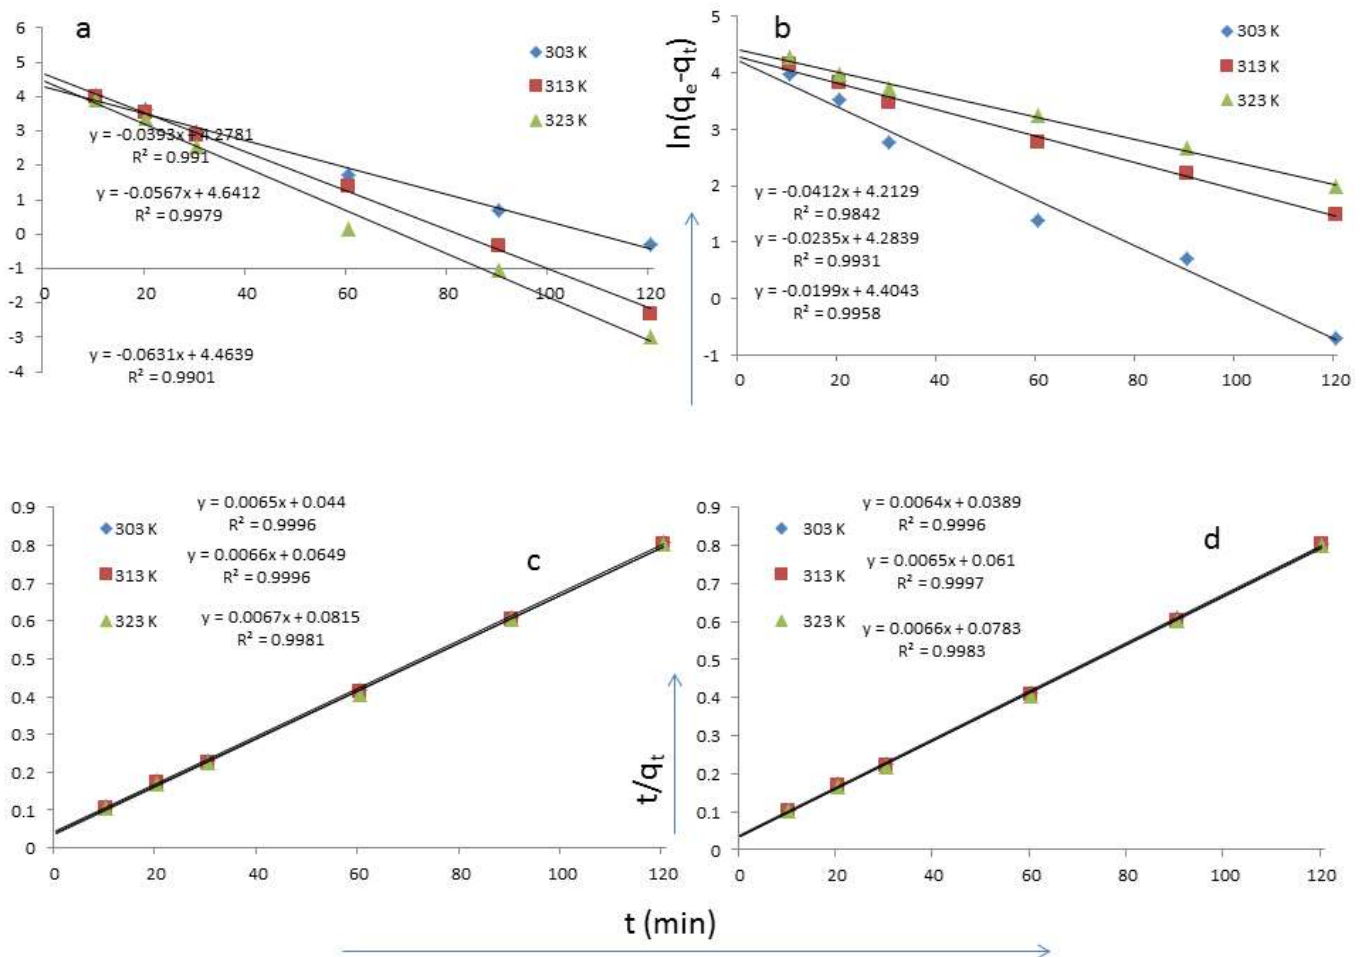 a
6
5
4
3
2
1
0
-1
-2
-3
-4
0
20
40
60
80
100
120
303 K
313 K
323 K
y = -0.0393x + 4.2781
R² = 0.991
y = -0.0567x + 4.6412
R² = 0.9979
y = -0.0631x + 4.4639
R² = 0.9901
ln(qe-qt)
b
5
4
3
2
1
0
-1
0
20
40
60
80
100
120
303 K
313 K
323 K
y = -0.0412x + 4.2129
R² = 0.9842
y = -0.0235x + 4.2839
R² = 0.9931
y = -0.0199x + 4.4043
R² = 0.9958
c
0.9
0.8
0.7
0.6
0.5
0.4
0.3
0.2
0.1
0
0
20
40
60
80
100
120
303 K
313 K
323 K
y = 0.0065x + 0.044
R² = 0.9996
y = 0.0066x + 0.0649
R² = 0.9996
y = 0.0067x + 0.0815
R² = 0.9981
t/qt
d
0.9
0.8
0.7
0.6
0.5
0.4
0.3
0.2
0.1
0
0
20
40
60
80
100
120
303 K
313 K
323 K
y = 0.0064x + 0.0389
R² = 0.9996
y = 0.0065x + 0.061
R² = 0.9997
y = 0.0066x + 0.0783
R² = 0.9983
t (min)